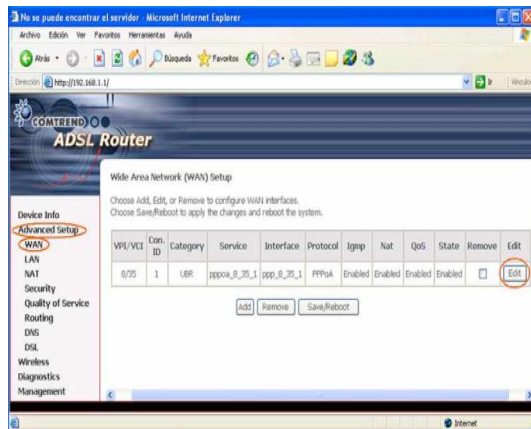 No se puede encontrar el servidor - Microsoft Internet Explorer
Archivo Edición Ver Favoritos Herramientas Ayuda
Atrás Búsqueda Favoritos
Dirección http://192.168.1.1/ Ir Vínculos
COMTREND
ADSL Router
Device Info
Advanced Setup
WAN
LAN
NAT
Security
Quality of Service
Routing
DNS
DSL
Wireless
Diagnostics
Management
Wide Area Network (WAN) Setup
Choose Add, Edit, or Remove to configure WAN interfaces.
Choose Save/Reboot to apply the changes and reboot the system.
VPI/VCI Con. ID Category Service Interface Protocol Igmp Nat QoS State Remove Edit
8/35 1 UBR pppoa_8_35_1 ppp_8_35_1 PPPoA Enabled Enabled Enabled Enabled Edit
Add Remove Save/Reboot
Internet